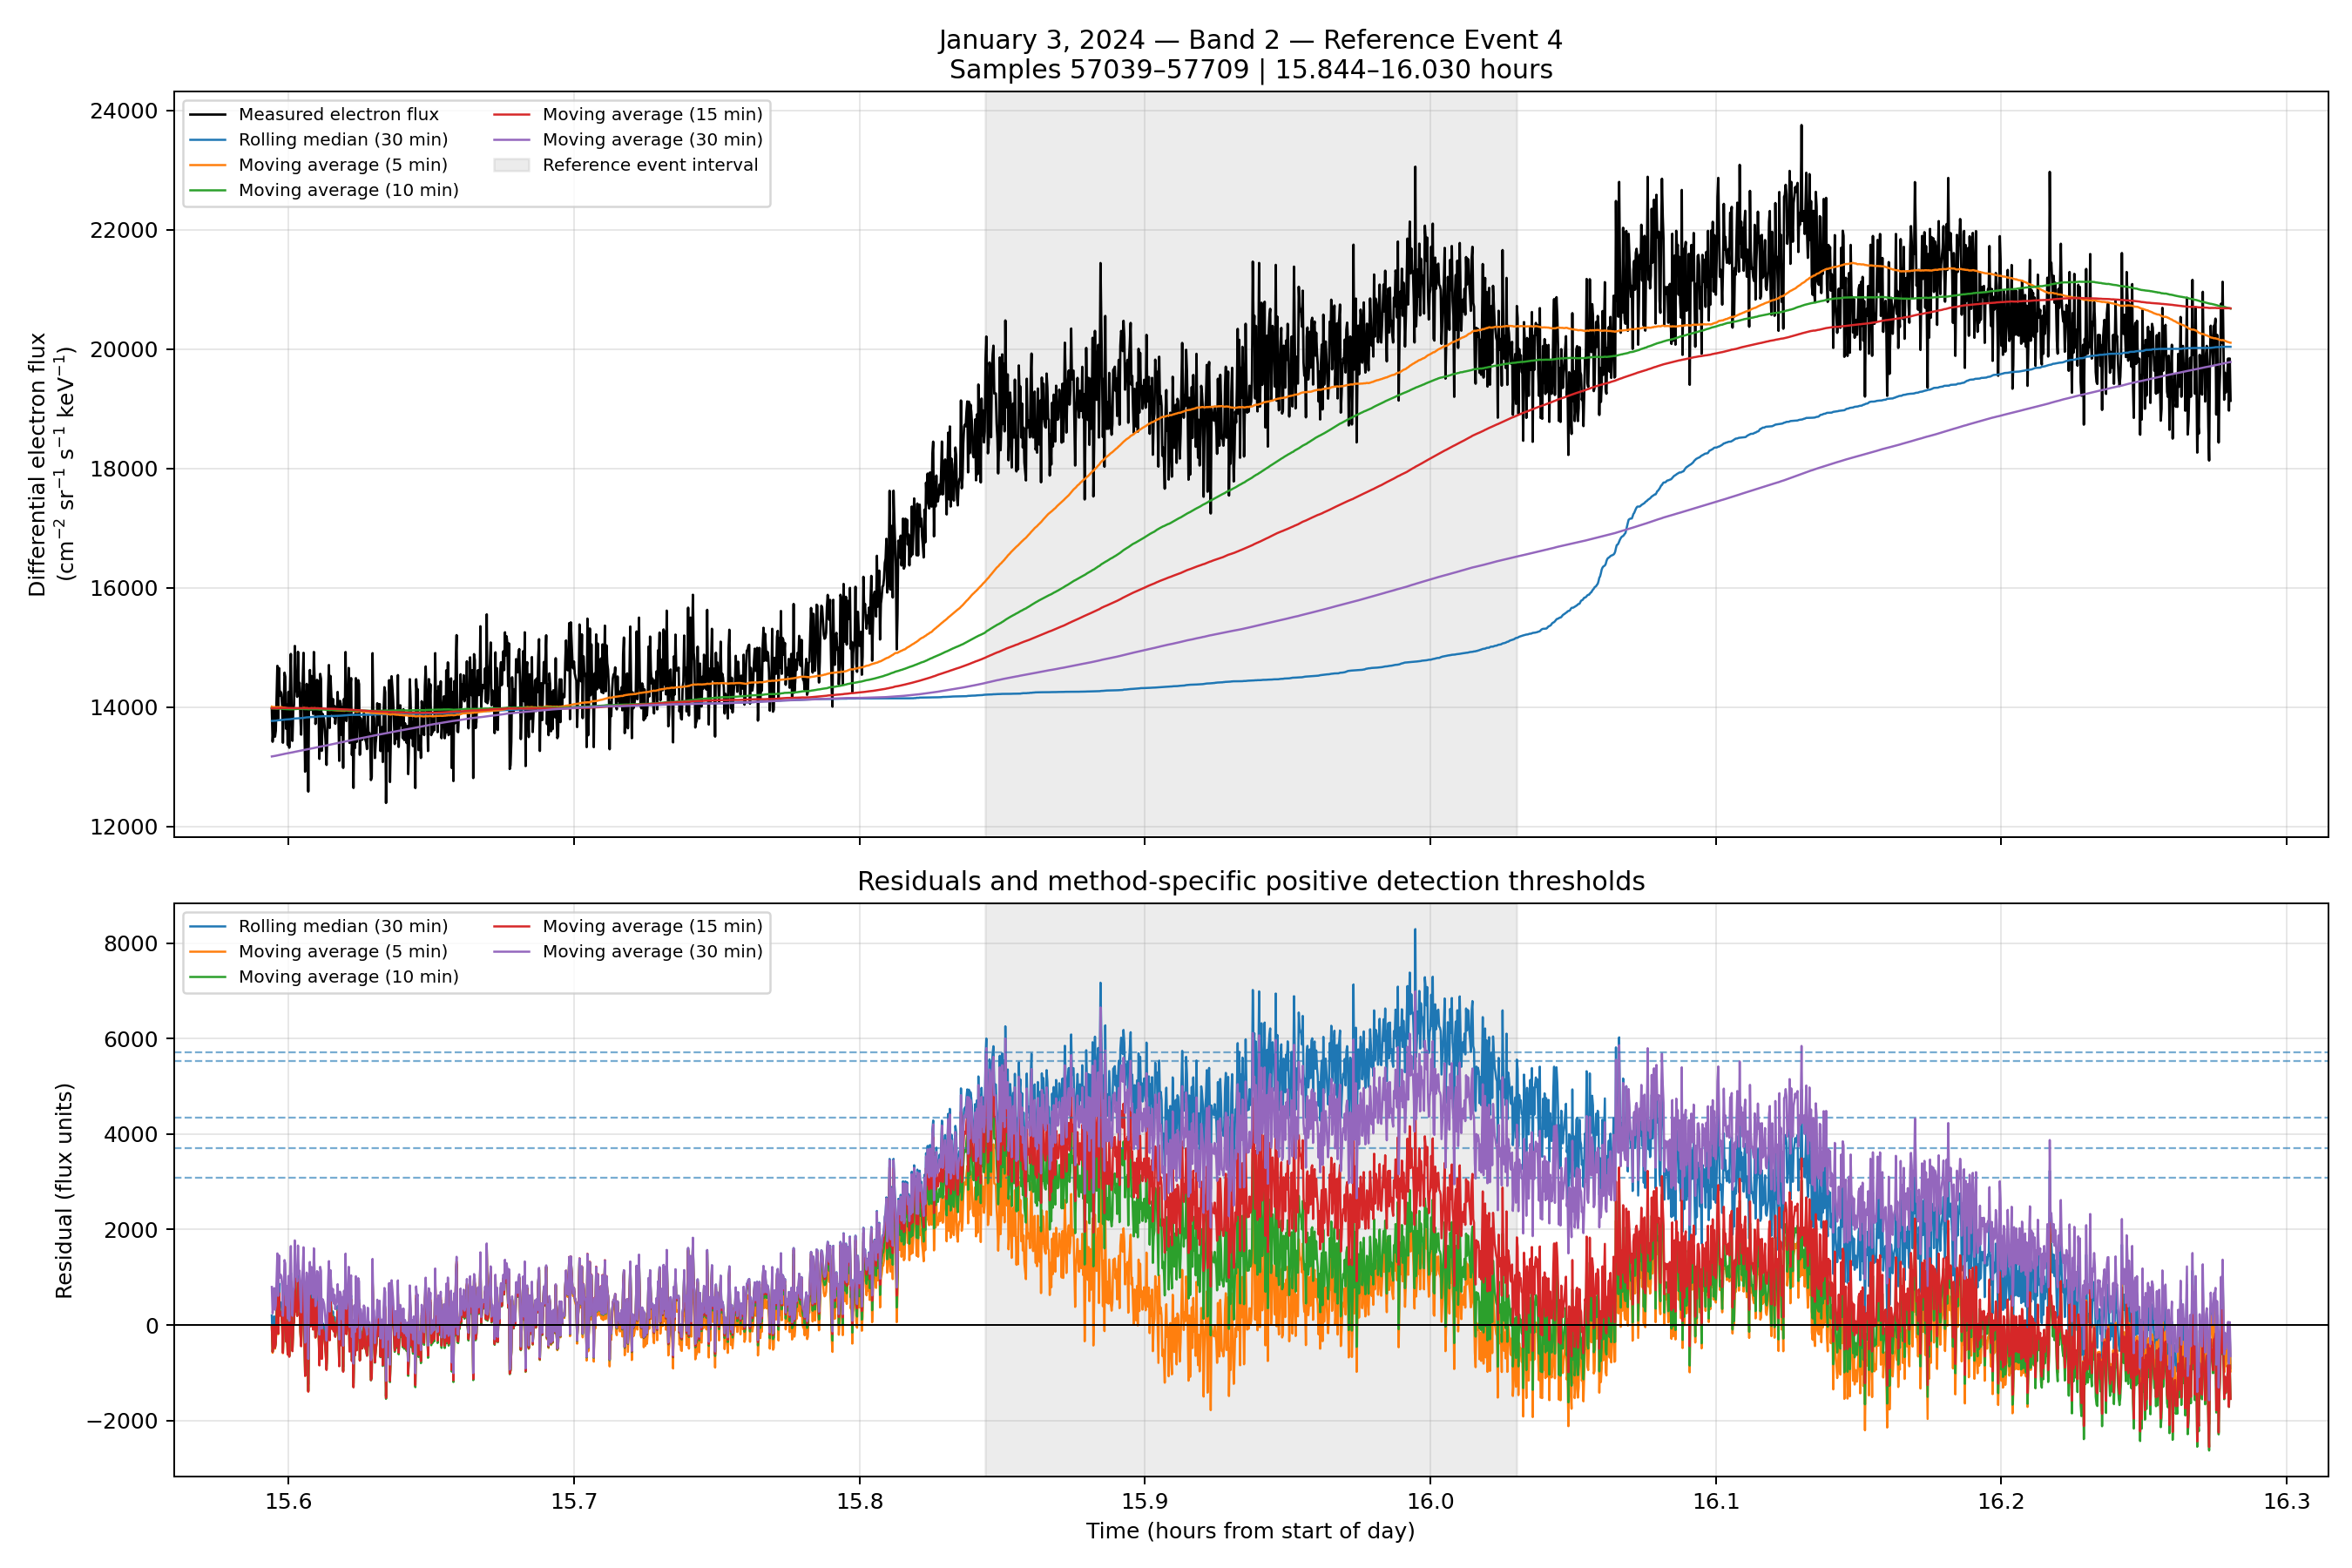 January 3, 2024 — Band 2 — Reference Event 4
Samples 57039–57709 | 15.844–16.030 hours
Differential electron flux
(cm⁻² sr⁻¹ s⁻¹ keV⁻¹)
24000
22000
20000
18000
16000
14000
12000
Measured electron flux
Rolling median (30 min)
Moving average (5 min)
Moving average (10 min)
Moving average (15 min)
Moving average (30 min)
Reference event interval
Residuals and method-specific positive detection thresholds
Residual (flux units)
8000
6000
4000
2000
0
−2000
Rolling median (30 min)
Moving average (5 min)
Moving average (10 min)
Moving average (15 min)
Moving average (30 min)
15.6 15.7 15.8 15.9 16.0 16.1 16.2 16.3
Time (hours from start of day)